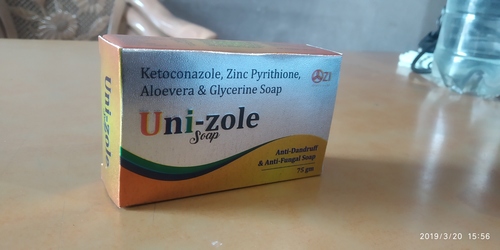 Ketoconazole, Zinc Pyrithione,
Aloevera & Glycerine Soap
OZI
Uni-zole
Soap
Anti-Dandruff
& Anti-Fungal Soap
75 gm
Uni-zole
2019/3/20 15:56